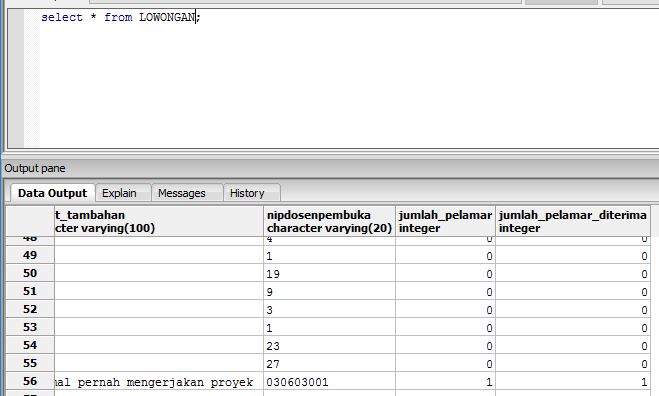 select * from LOWONGAN;
Output pane
Data Output Explain Messages History
t_tambahan nipdosenpembuka jumlah_pelamar jumlah_pelamar_diterima
cter varying(100) character varying(20) integer integer
48 4 0 0
49 1 0 0
50 19 0 0
51 9 0 0
52 3 0 0
53 1 0 0
54 23 0 0
55 27 0 0
56 nal pernah mengerjakan proyek 030603001 1 1